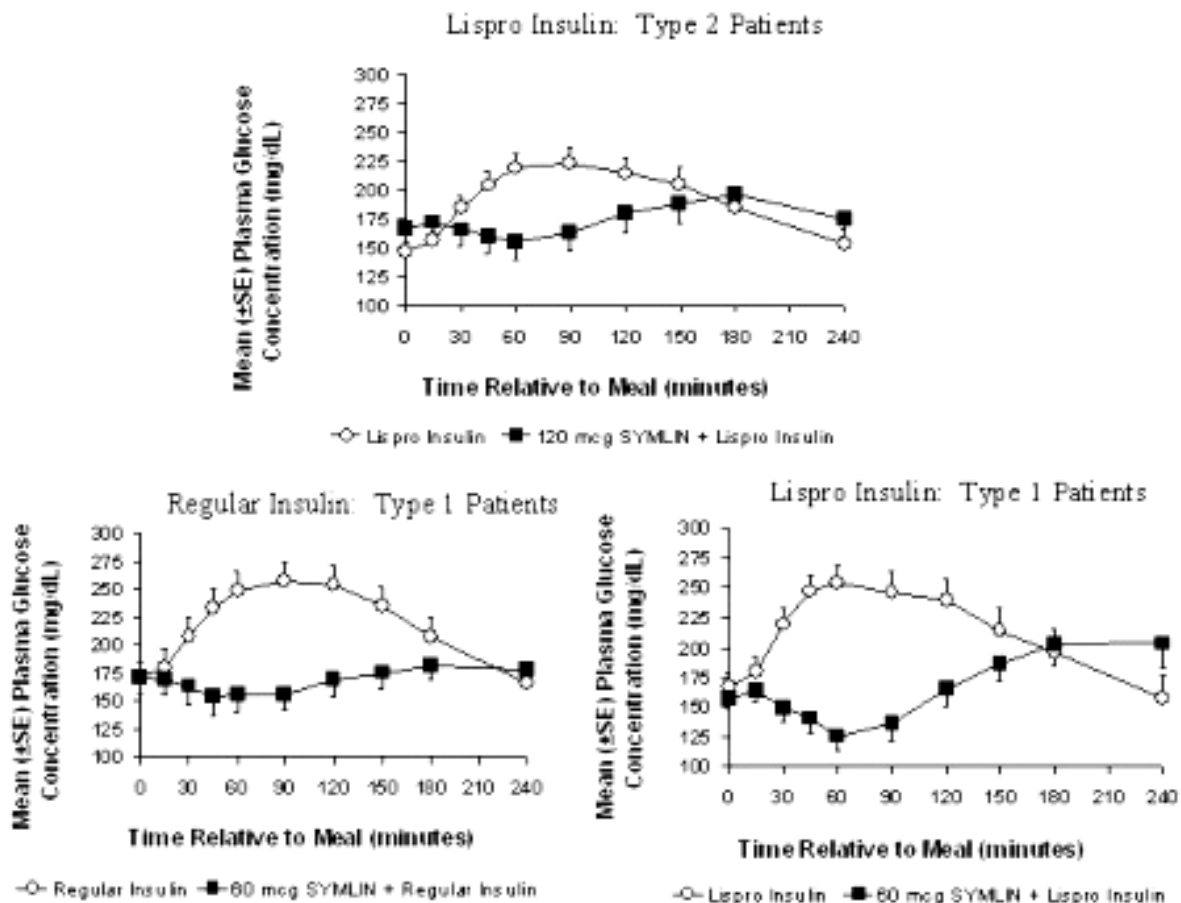 Lispro Insulin: Type 2 Patients
Mean (±SE) Plasma Glucose
Concentration (mg/dL)
300
275
250
225
200
175
150
125
100
0 30 60 90 120 150 180 210 240
Time Relative to Meal (minutes)
Lispro Insulin 120 mcg SYMLIN + Lispro Insulin
Regular Insulin: Type 1 Patients
Mean (±SE) Plasma Glucose
Concentration (mg/dL)
300
275
250
225
200
175
150
125
100
0 30 60 90 120 150 180 210 240
Time Relative to Meal (minutes)
Regular Insulin 60 mcg SYMLIN + Regular Insulin
Lispro Insulin: Type 1 Patients
Mean (±SE) Plasma Glucose
Concentration (mg/dL)
300
275
250
225
200
175
150
125
100
0 30 60 90 120 150 180 210 240
Time Relative to Meal (minutes)
Lispro Insulin 60 mcg SYMLIN + Lispro Insulin